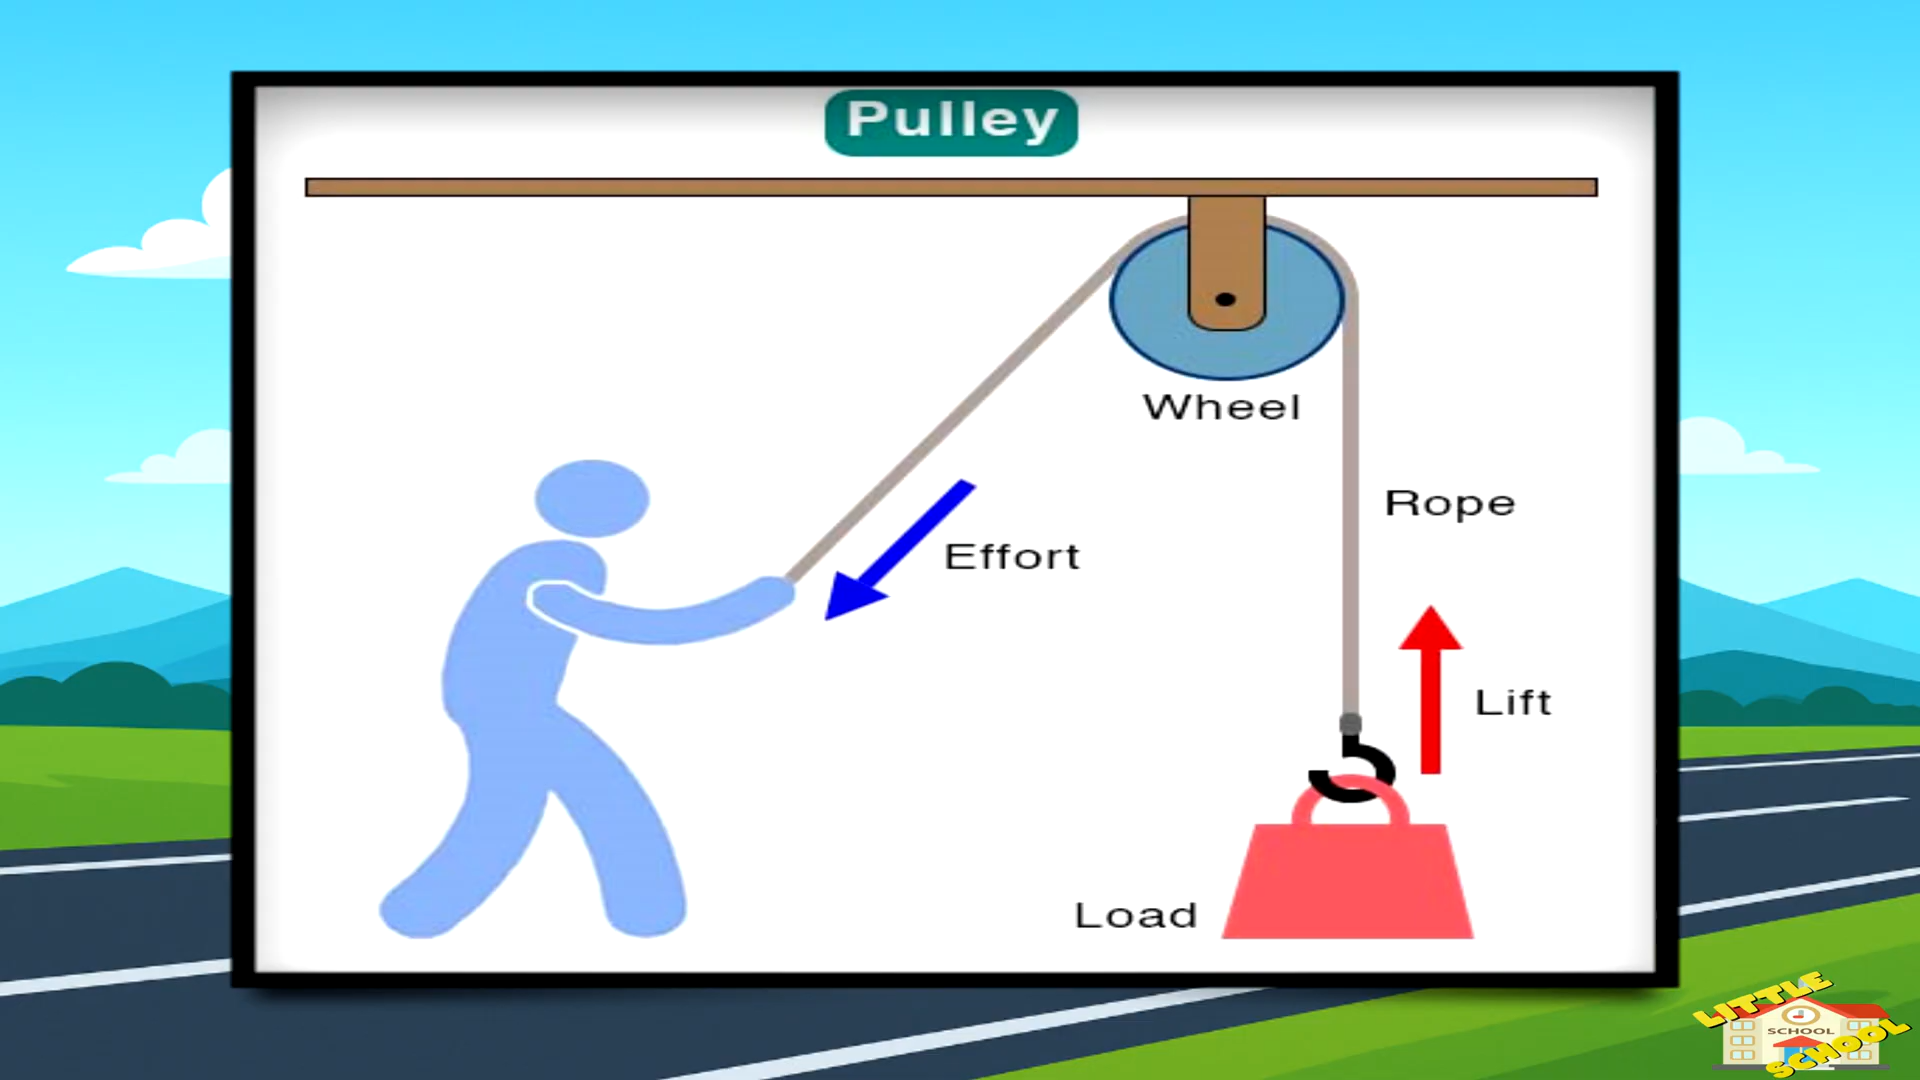 Pulley
Wheel
Rope
Effort
Lift
Load
LITTLE
SCHOOL
SCHOOL